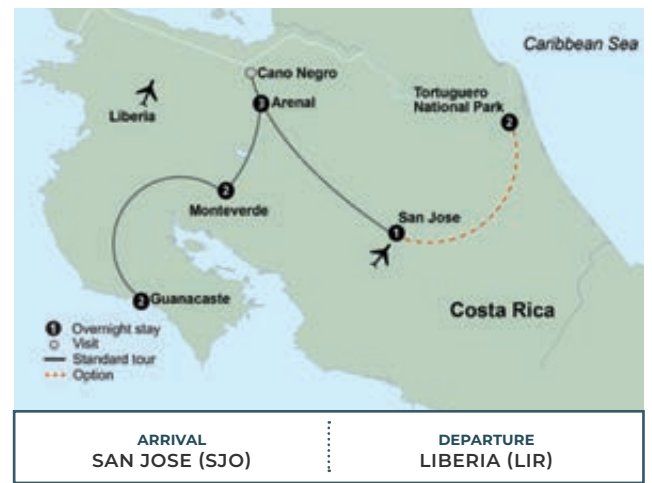 Caribbean Sea
Cano Negro
3 Arenal
Liberia
Tortuguero
National Park
2
2
Monteverde
San Jose
1
2 Guanacaste
Costa Rica
1 Overnight stay
Visit
Standard tour
Option
ARRIVAL
SAN JOSE (SJO)
DEPARTURE
LIBERIA (LIR)